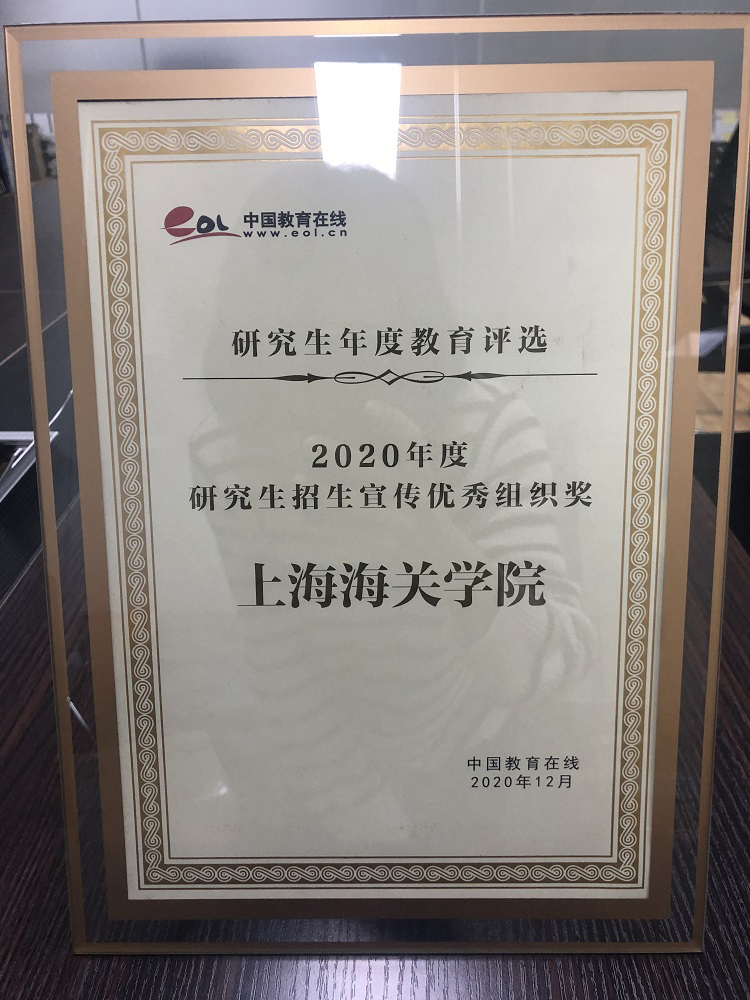 eol 中国教育在线
www.eol.cn
研究生年度教育评选
2020年度
研究生招生宣传优秀组织奖
上海海关学院
中国教育在线
2020年12月